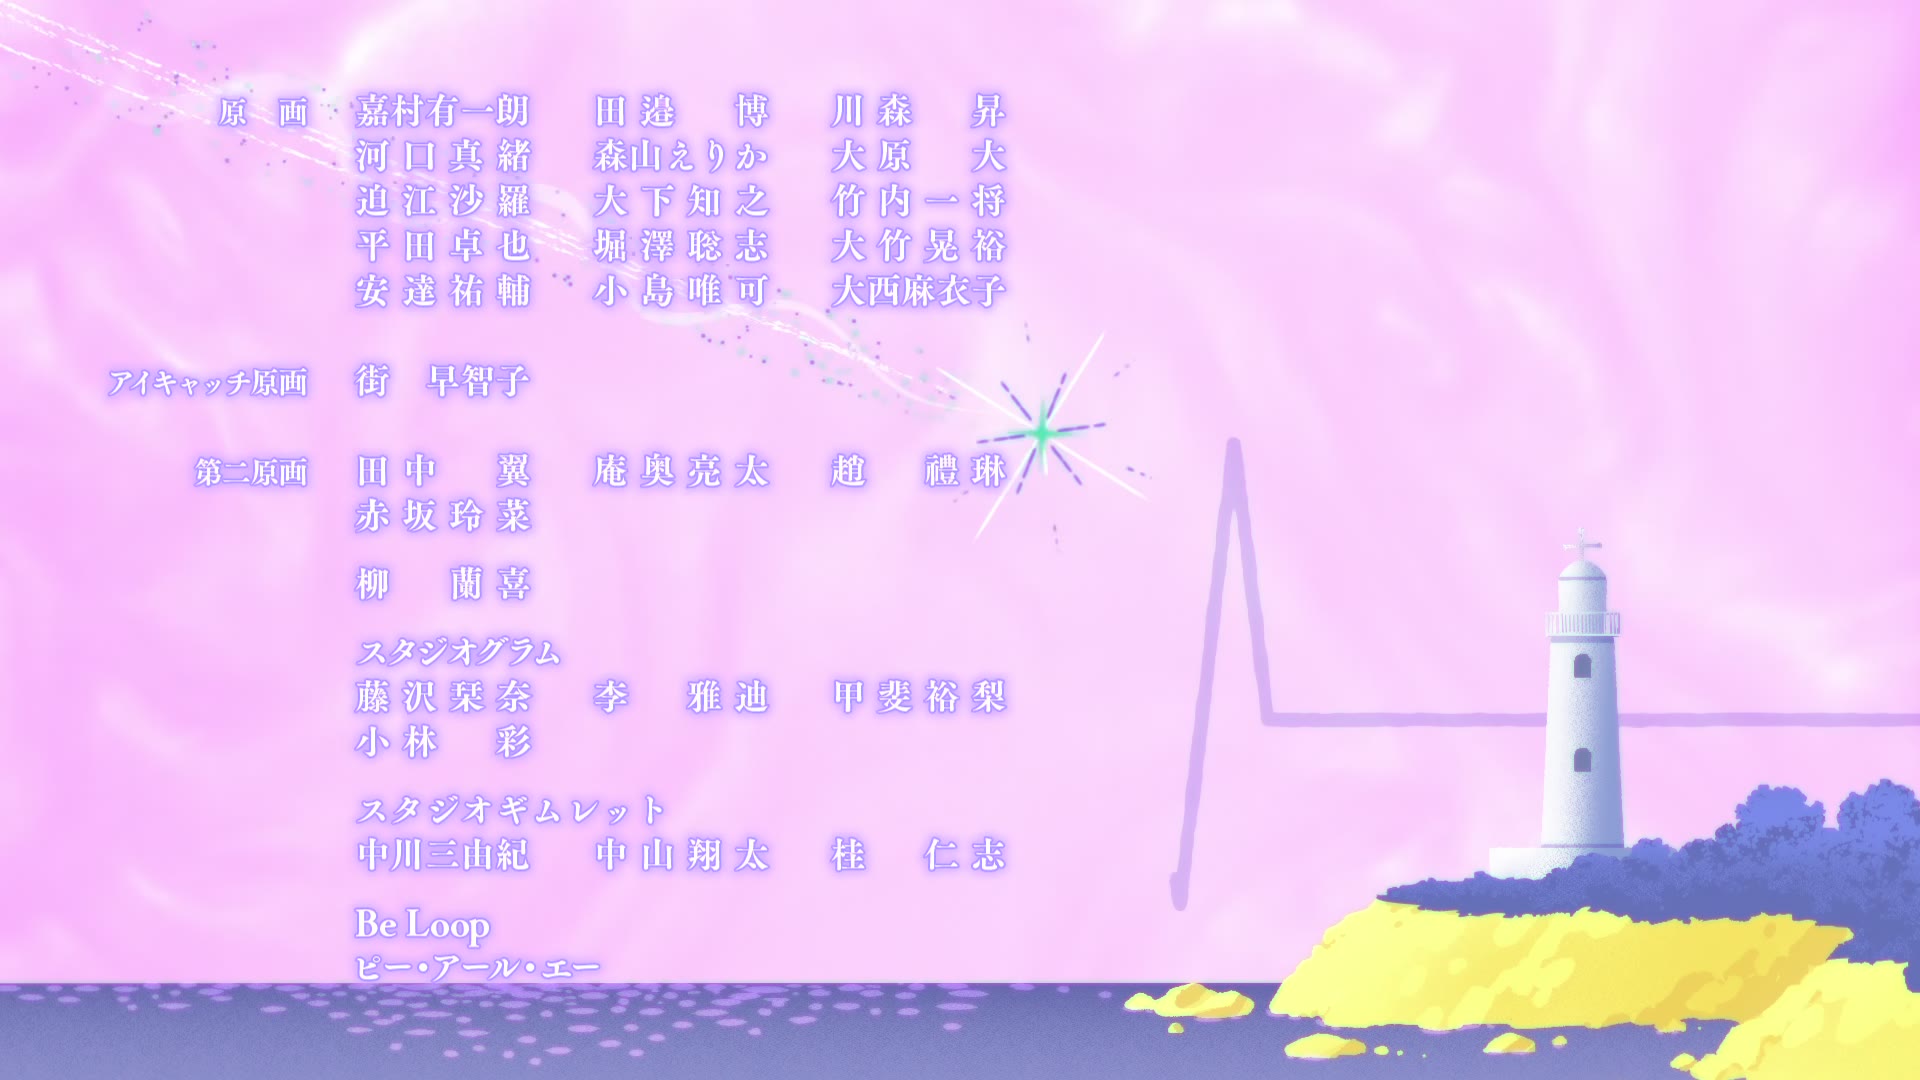 原　画　嘉村有一朗　田邉　博　川森　昇
河口真緒　森山えりか　大原　大
迫江沙羅　大下知之　竹内一将
平田卓也　堀澤聡志　大竹晃裕
安達祐輔　小島唯可　大西麻衣子
アイキャッチ原画　街　早智子
第二原画　田中　翼　庵奥亮太　趙　禮琳
赤坂玲菜
柳　蘭喜
スタジオグラム
藤沢栞奈　李　雅迪　甲斐裕梨
小林　彩
スタジオギムレット
中川三由紀　中山翔太　桂　仁志
Be Loop
ピー・アール・エー